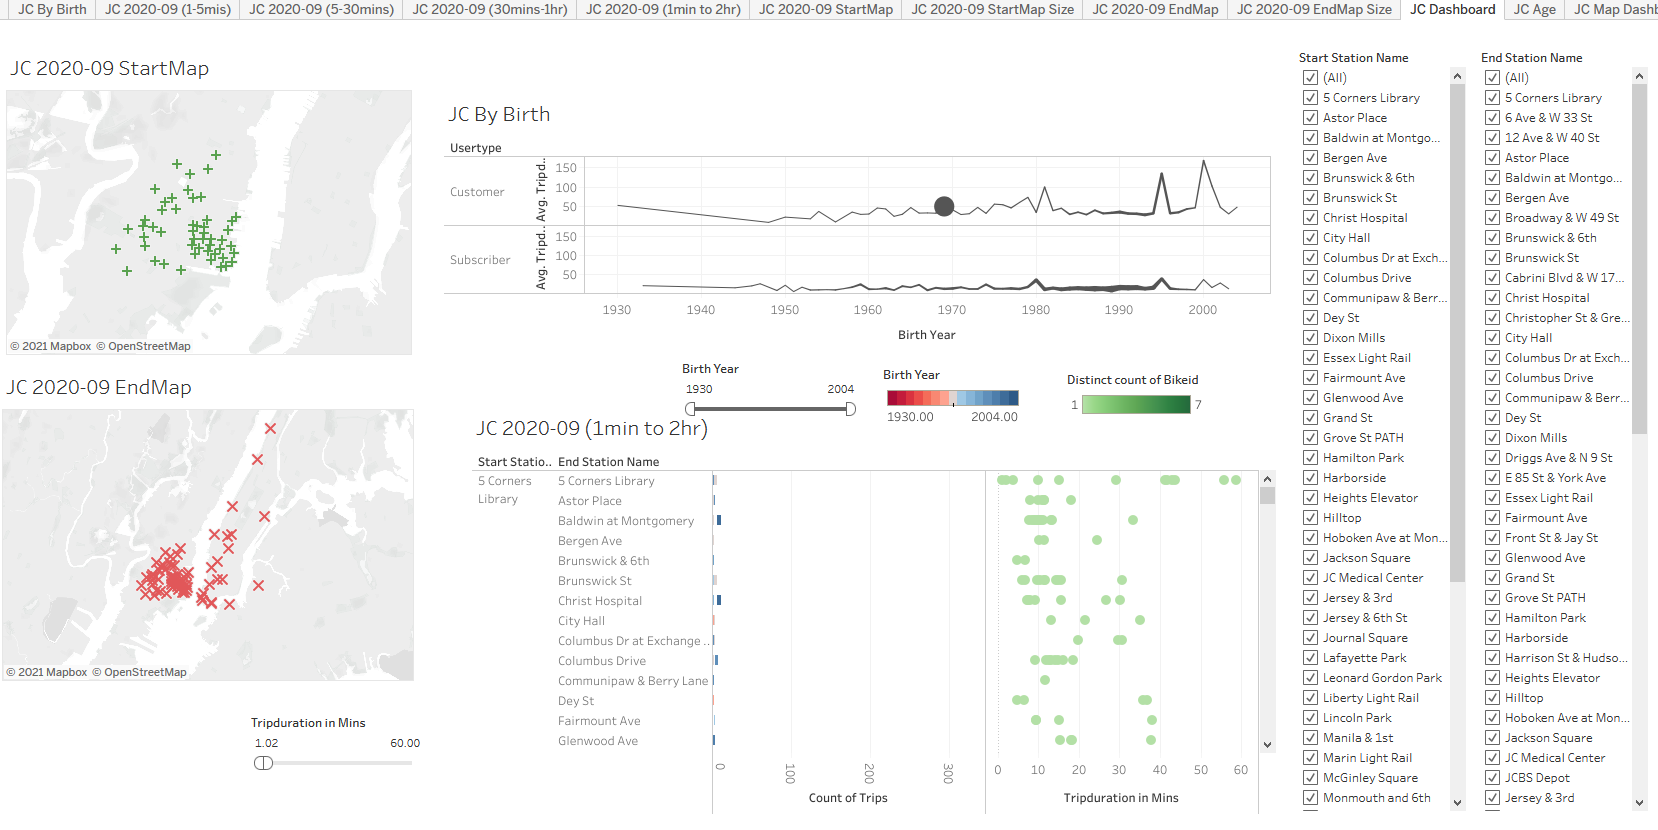 JC By Birth
JC 2020-09 (1-5mis)
JC 2020-09 (5-30mins)
JC 2020-09 (30mins-1hr)
JC 2020-09 (1min to 2hr)
JC 2020-09 StartMap
JC 2020-09 StartMap Size
JC 2020-09 EndMap
JC 2020-09 EndMap Size
JC Dashboard
JC Age
JC Map Dashb
JC 2020-09 StartMap
© 2021 Mapbox © OpenStreetMap
JC 2020-09 EndMap
© 2021 Mapbox © OpenStreetMap
Tripduration in Mins
1.02 60.00
JC By Birth
Usertype
Customer
Avg. Tripd..
150
100
50
Subscriber
Avg. Tripd..
150
100
50
1930 1940 1950 1960 1970 1980 1990 2000
Birth Year
Birth Year
1930 2004
Birth Year
1930.00 2004.00
Distinct count of Bikeid
1 7
JC 2020-09 (1min to 2hr)
Start Statio.. End Station Name
5 Corners Library
5 Corners Library
Astor Place
Baldwin at Montgomery
Bergen Ave
Brunswick & 6th
Brunswick St
Christ Hospital
City Hall
Columbus Dr at Exchange ..
Columbus Drive
Communipaw & Berry Lane
Dey St
Fairmount Ave
Glenwood Ave
0 100 200 300
Count of Trips
0 10 20 30 40 50 60
Tripduration in Mins
Start Station Name
(All)
5 Corners Library
Astor Place
Baldwin at Montgo...
Bergen Ave
Brunswick & 6th
Brunswick St
Christ Hospital
City Hall
Columbus Dr at Exch...
Columbus Drive
Communipaw & Berr...
Dey St
Dixon Mills
Essex Light Rail
Fairmount Ave
Glenwood Ave
Grand St
Grove St PATH
Hamilton Park
Harborside
Heights Elevator
Hilltop
Hoboken Ave at Mon...
Jackson Square
JC Medical Center
Jersey & 3rd
Jersey & 6th St
Journal Square
Lafayette Park
Leonard Gordon Park
Liberty Light Rail
Lincoln Park
Manila & 1st
Marin Light Rail
McGinley Square
Monmouth and 6th
End Station Name
(All)
5 Corners Library
6 Ave & W 33 St
12 Ave & W 40 St
Astor Place
Baldwin at Montgo...
Bergen Ave
Broadway & W 49 St
Brunswick & 6th
Brunswick St
Cabrini Blvd & W 17...
Christ Hospital
Christopher St & Gre...
City Hall
Columbus Dr at Exch...
Columbus Drive
Communipaw & Berr...
Dey St
Dixon Mills
Driggs Ave & N 9 St
E 85 St & York Ave
Essex Light Rail
Fairmount Ave
Front St & Jay St
Glenwood Ave
Grand St
Grove St PATH
Hamilton Park
Harborside
Harrison St & Hudso...
Heights Elevator
Hilltop
Hoboken Ave at Mon...
Jackson Square
JC Medical Center
JCBS Depot
Jersey & 3rd